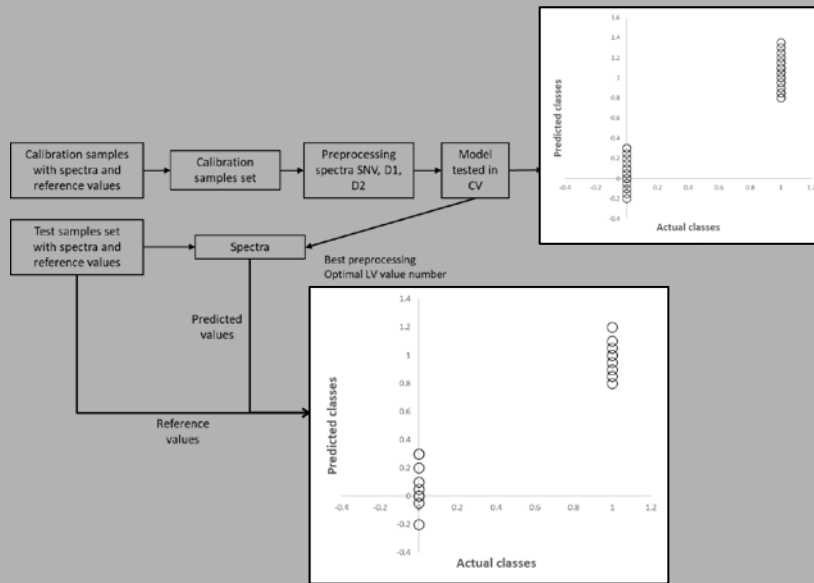 Calibration samples
with spectra and
reference values
Calibration
samples set
Preprocessing
spectra SNV, D1,
D2
Model
tested in
CV
Predicted classes
1.6
1.4
1.2
1
0.8
0.6
0.4
0.2
0
-0.2
-0.4
-0.4
-0.2
0
0.2
0.4
0.6
0.8
1
1.2
Actual classes
Test samples set
with spectra and
reference values
Spectra
Best preprocessing
Optimal LV value number
Predicted
values
Reference
values
Predicted classes
1.4
1.2
1
0.8
0.6
0.4
0.2
0
-0.2
-0.4
-0.4
-0.2
0
0.2
0.4
0.6
0.8
1
1.2
Actual classes